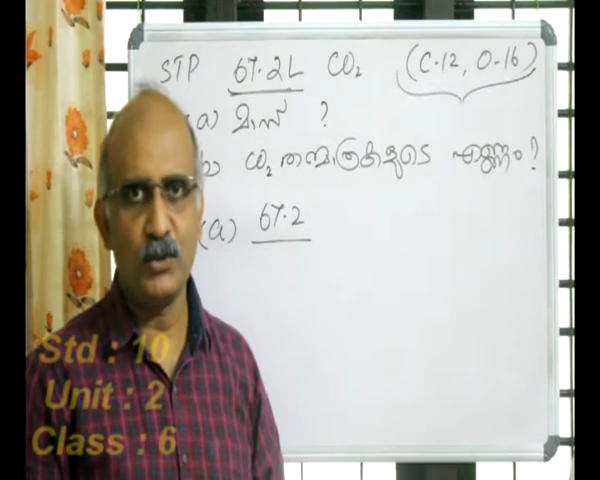 STP 67.2L CO₂ (C-12, O-16)
(a) മാസ് ?
CO₂ തന്മാത്രകളുടെ എണ്ണം?
(a) 67.2
Std : 10
Unit : 2
Class : 6